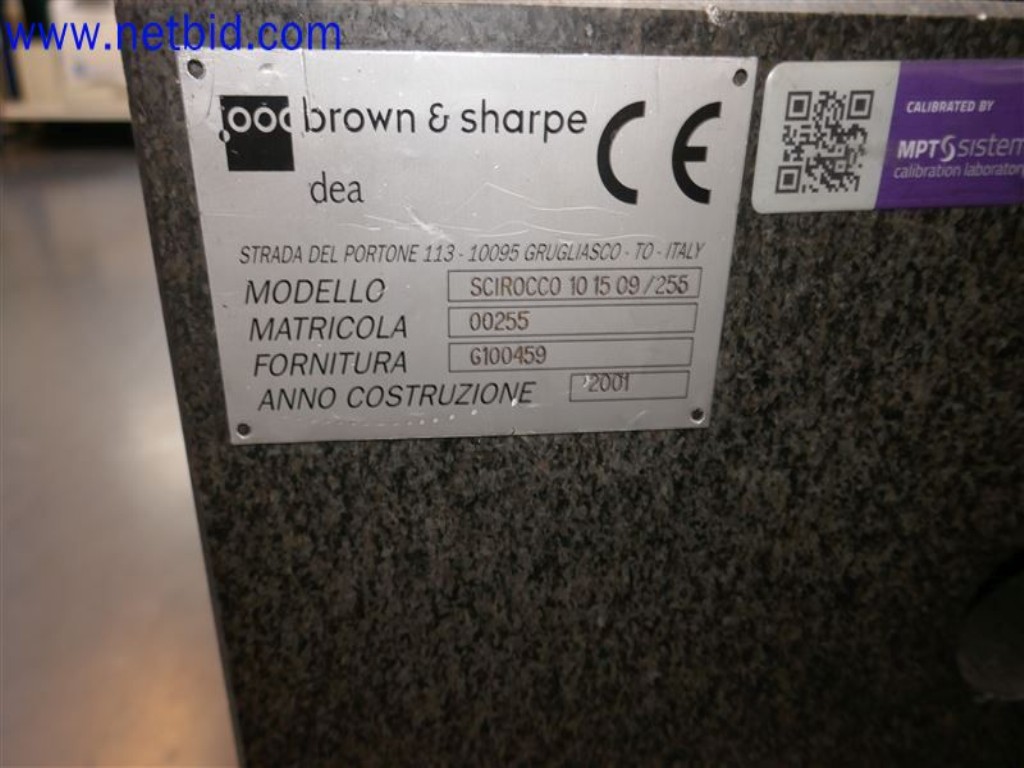 www.netbid.com
brown & sharpe
dea
CE
STRADA DEL PORTONE 113 - 10095 GRUGLIASCO - TO - ITALY
MODELLO SCIROCCO 10 15 09/255
MATRICOLA 00255
FORNITURA G100459
ANNO COSTRUZIONE 2001
CALIBRATED BY
MPT SISTEM
calibration laborator